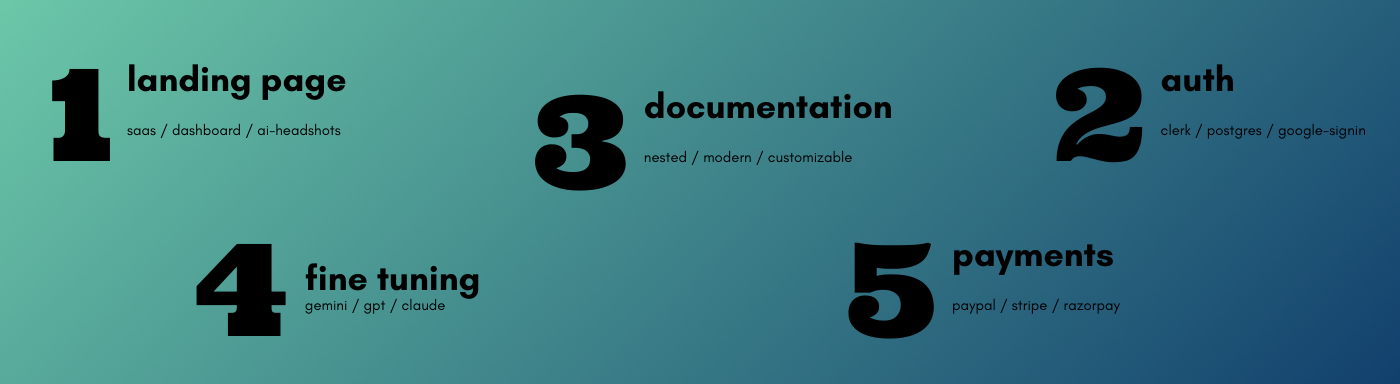 1
landing page
saas / dashboard / ai-headshots
3
documentation
nested / modern / customizable
2
auth
clerk / postgres / google-signin
4
fine tuning
gemini / gpt / claude
5
payments
paypal / stripe / razorpay